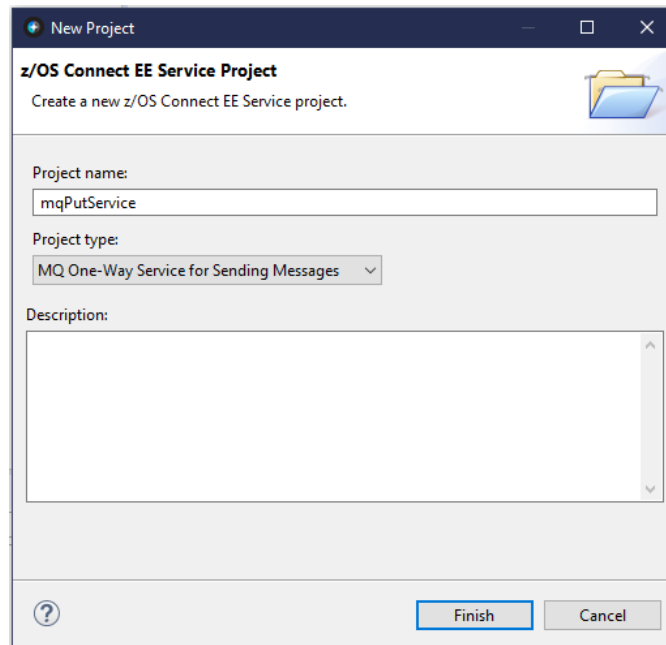 New Project
z/OS Connect EE Service Project
Create a new z/OS Connect EE Service project.
Project name:
mqPutService
Project type:
MQ One-Way Service for Sending Messages
Description:
?
Finish
Cancel